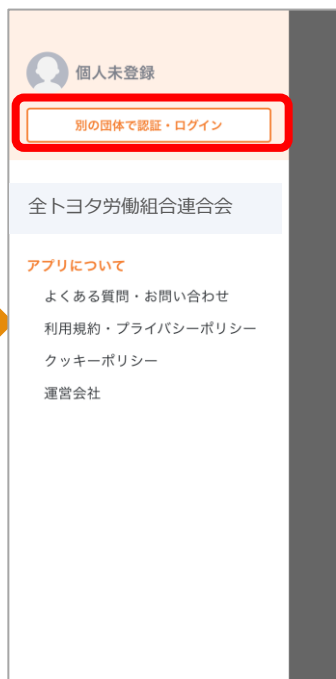 個人未登録
別の団体で認証・ログイン
全トヨタ労働組合連合会
アプリについて
よくある質問・お問い合わせ
利用規約・プライバシーポリシー
クッキーポリシー
運営会社